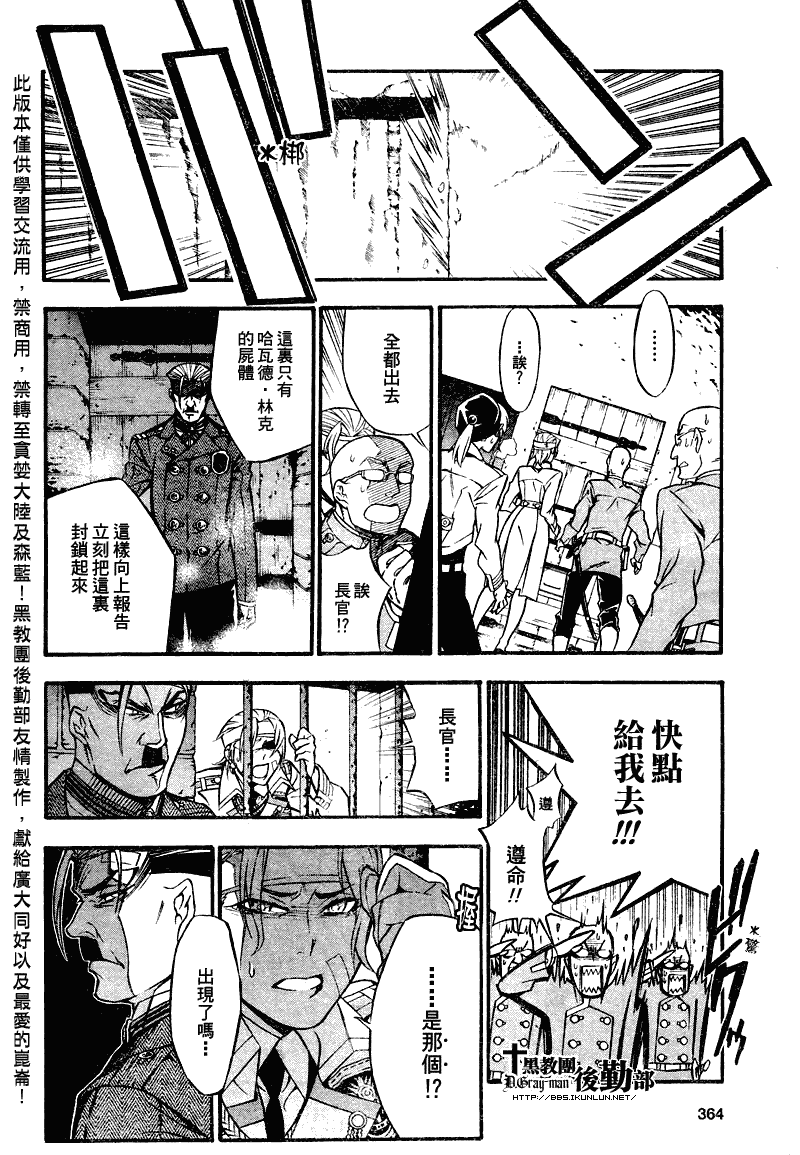 *梆
……
……誒?
全都出去
誒
長官!?
這裏只有
哈瓦德·林克
的屍體
這樣向上報告
立刻把這裏
封鎖起來
快點
給我去!!!
遵
遵命!!
*驚
長官……
……是那個!?
出現了嗎…
此版本僅供學習交流用，禁商用，禁轉至貪婪大陸及森藍！黑教團後勤部友情製作，獻給廣大同好以及最愛的崑崙！
黑教團
D.Gray-man
後勤部
HTTP://BBS.IKUNLUN.NET/
364